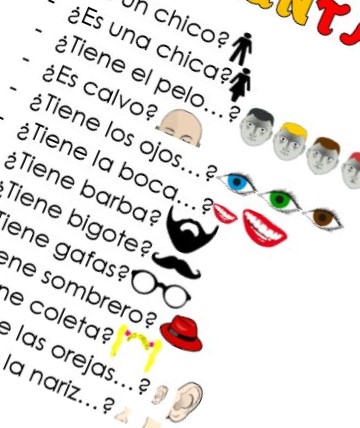 un chico?
- ¿Es una chica?
- ¿Tiene el pelo...?
- ¿Es calvo?
- ¿Tiene los ojos...?
- ¿Tiene la boca...?
¿Tiene barba?
¿Tiene bigote?
Tiene gafas?
ene sombrero?
ne coleta?
e las orejas...?
la nariz...?